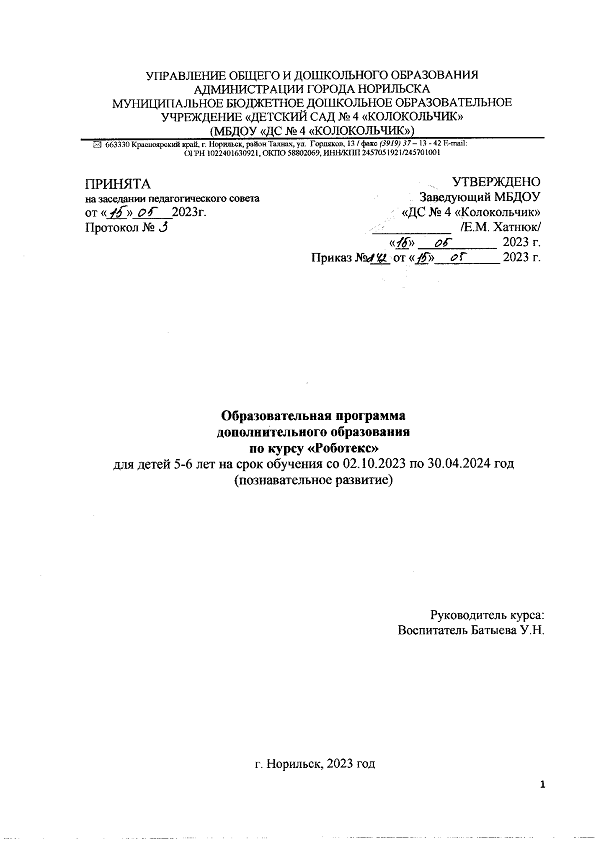 УПРАВЛЕНИЕ ОБЩЕГО И ДОШКОЛЬНОГО ОБРАЗОВАНИЯ
АДМИНИСТРАЦИИ ГОРОДА НОРИЛЬСКА
МУНИЦИПАЛЬНОЕ БЮДЖЕТНОЕ ДОШКОЛЬНОЕ ОБРАЗОВАТЕЛЬНОЕ
УЧРЕЖДЕНИЕ «ДЕТСКИЙ САД № 4 «КОЛОКОЛЬЧИК»
(МБДОУ «ДС № 4 «КОЛОКОЛЬЧИК»)
663330 Красноярский край, г. Норильск, район Талнах, ул. Горняков, 13 / факс (3919) 37 – 13 - 42 E-mail:
ОГРН 1022401630921, ОКПО 58802069, ИНН/КПП 2457051921/245701001
ПРИНЯТА
на заседании педагогического совета
от «15» 05 2023г.
Протокол № 3
УТВЕРЖДЕНО
Заведующий МБДОУ
«ДС № 4 «Колокольчик»
/Е.М. Хатнюк/
«15» 05 2023 г.
Приказ № от «15» 05 2023 г.
Образовательная программа
дополнительного образования
по курсу «Роботекс»
для детей 5-6 лет на срок обучения со 02.10.2023 по 30.04.2024 год
(познавательное развитие)
Руководитель курса:
Воспитатель Батыева У.Н.
г. Норильск, 2023 год
1